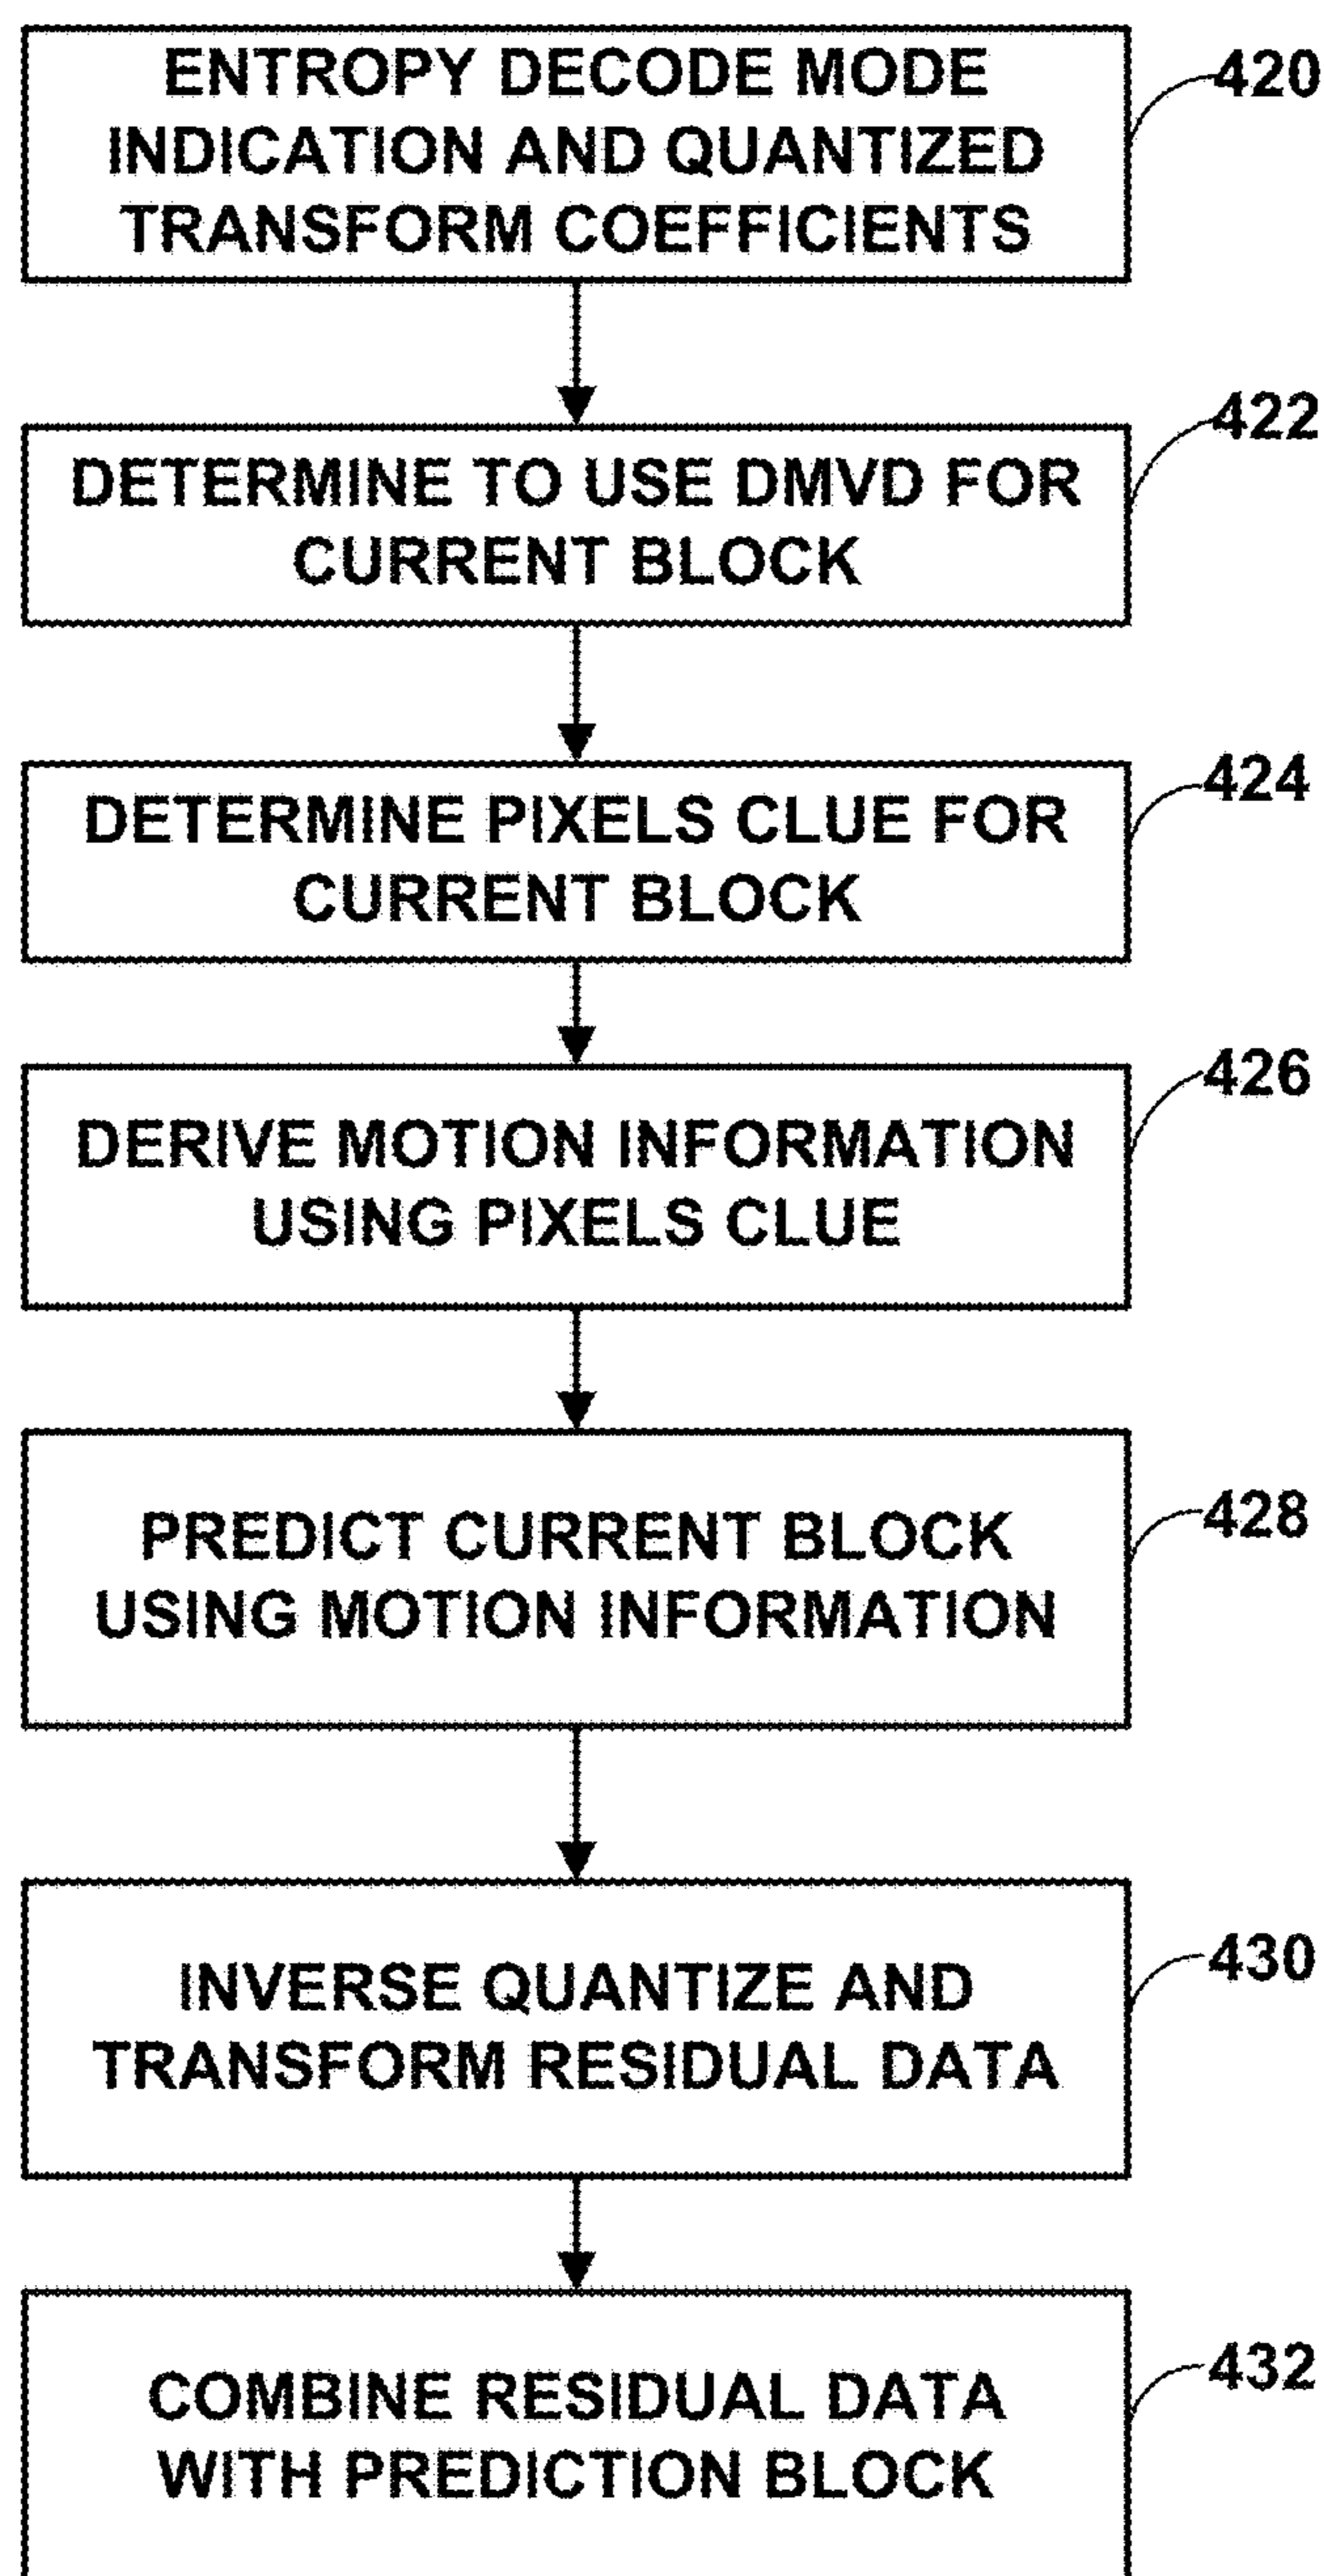 ENTROPY DECODE MODE
INDICATION AND QUANTIZED
TRANSFORM COEFFICIENTS
420
DETERMINE TO USE DMVD FOR
CURRENT BLOCK
422
DETERMINE PIXELS CLUE FOR
CURRENT BLOCK
424
DERIVE MOTION INFORMATION
USING PIXELS CLUE
426
PREDICT CURRENT BLOCK
USING MOTION INFORMATION
428
INVERSE QUANTIZE AND
TRANSFORM RESIDUAL DATA
430
COMBINE RESIDUAL DATA
WITH PREDICTION BLOCK
432